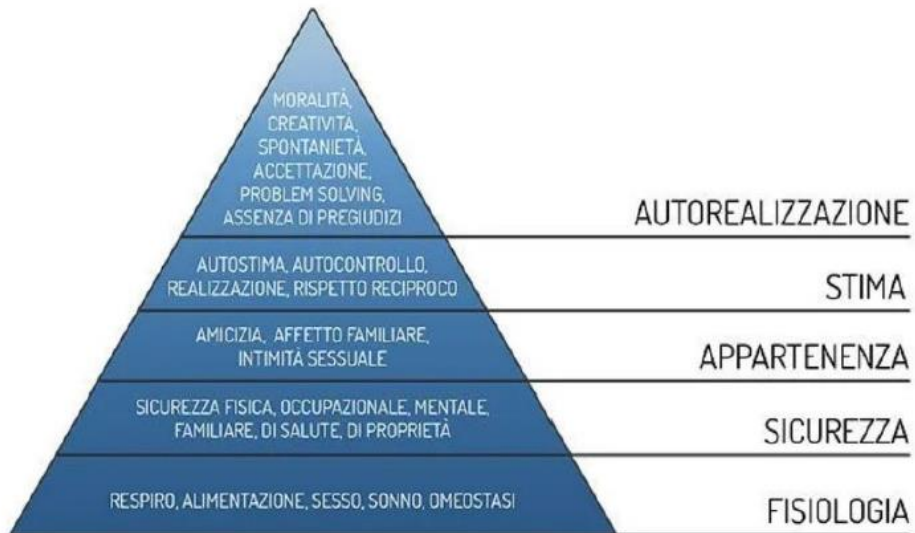 MORALITÀ,
CREATIVITÀ,
SPONTANIETÀ,
ACCETTAZIONE,
PROBLEM SOLVING,
ASSENZA DI PREGIUDIZI
AUTOREALIZZAZIONE
AUTOSTIMA, AUTOCONTROLLO,
REALIZZAZIONE, RISPETTO RECIPROCO
STIMA
AMICIZIA, AFFETTO FAMILIARE,
INTIMITÀ SESSUALE
APPARTENENZA
SICUREZZA FISICA, OCCUPAZIONALE, MENTALE,
FAMILIARE, DI SALUTE, DI PROPRIETÀ
SICUREZZA
RESPIRO, ALIMENTAZIONE, SESSO, SONNO, OMEOSTASI
FISIOLOGIA